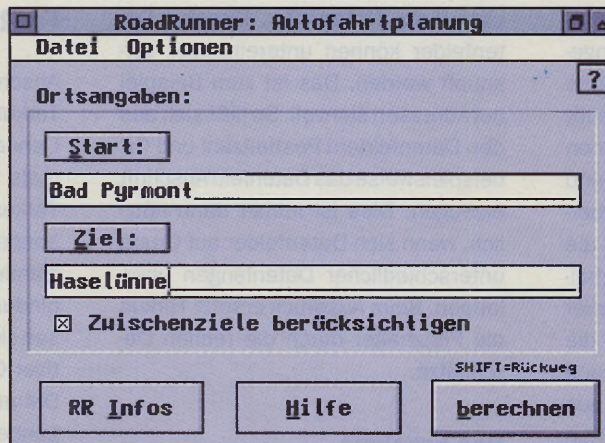 RoadRunner: Autofahrtplanung
Datei Optionen
?
Ortsangaben:
Start:
Bad Pyrmont
Ziel:
Haselünne
Zwischenziele berücksichtigen
SHIFT=Rückweg
RR Infos
Hilfe
berechnen